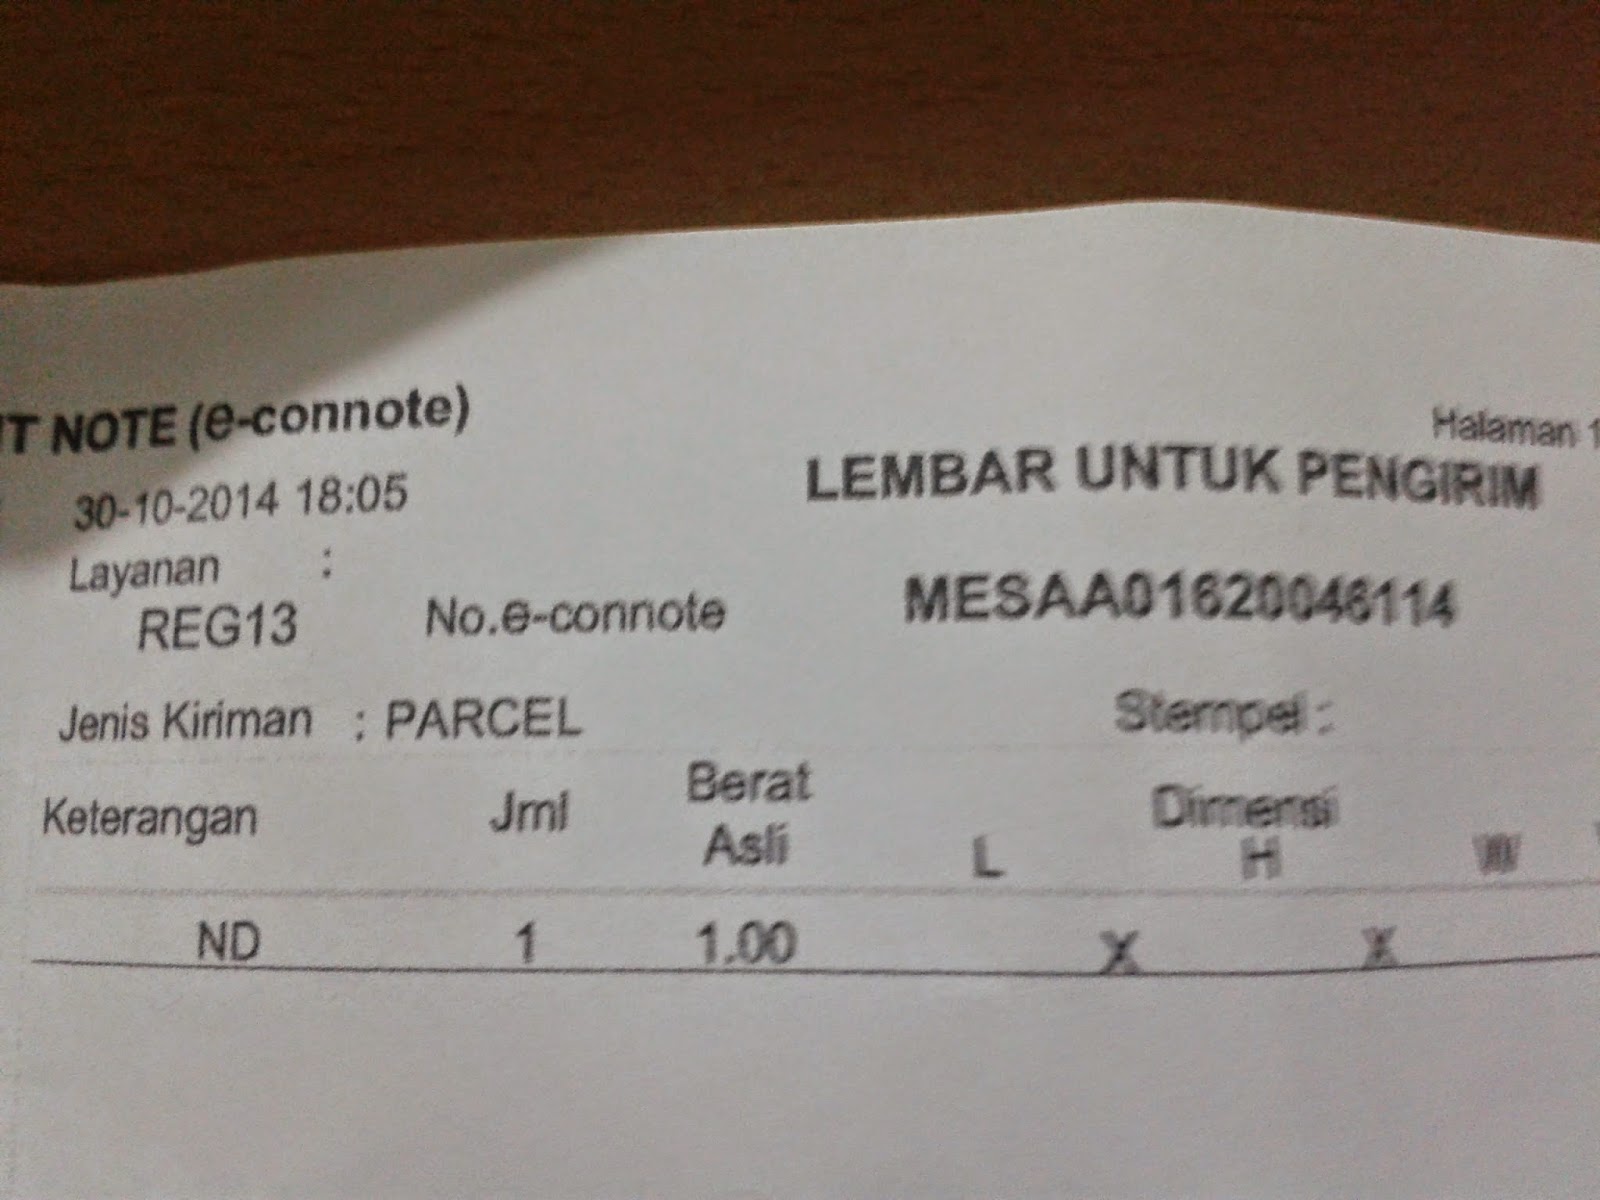 NT NOTE (e-connote)
Halaman 1
30-10-2014 18:05
LEMBAR UNTUK PENGIRIM
Layanan :
REG13 No.e-connote MESAA01620046114
Jenis Kiriman : PARCEL Stempel :
Keterangan Jml Berat Asli Dimensi
L H W
ND 1 1.00 X X